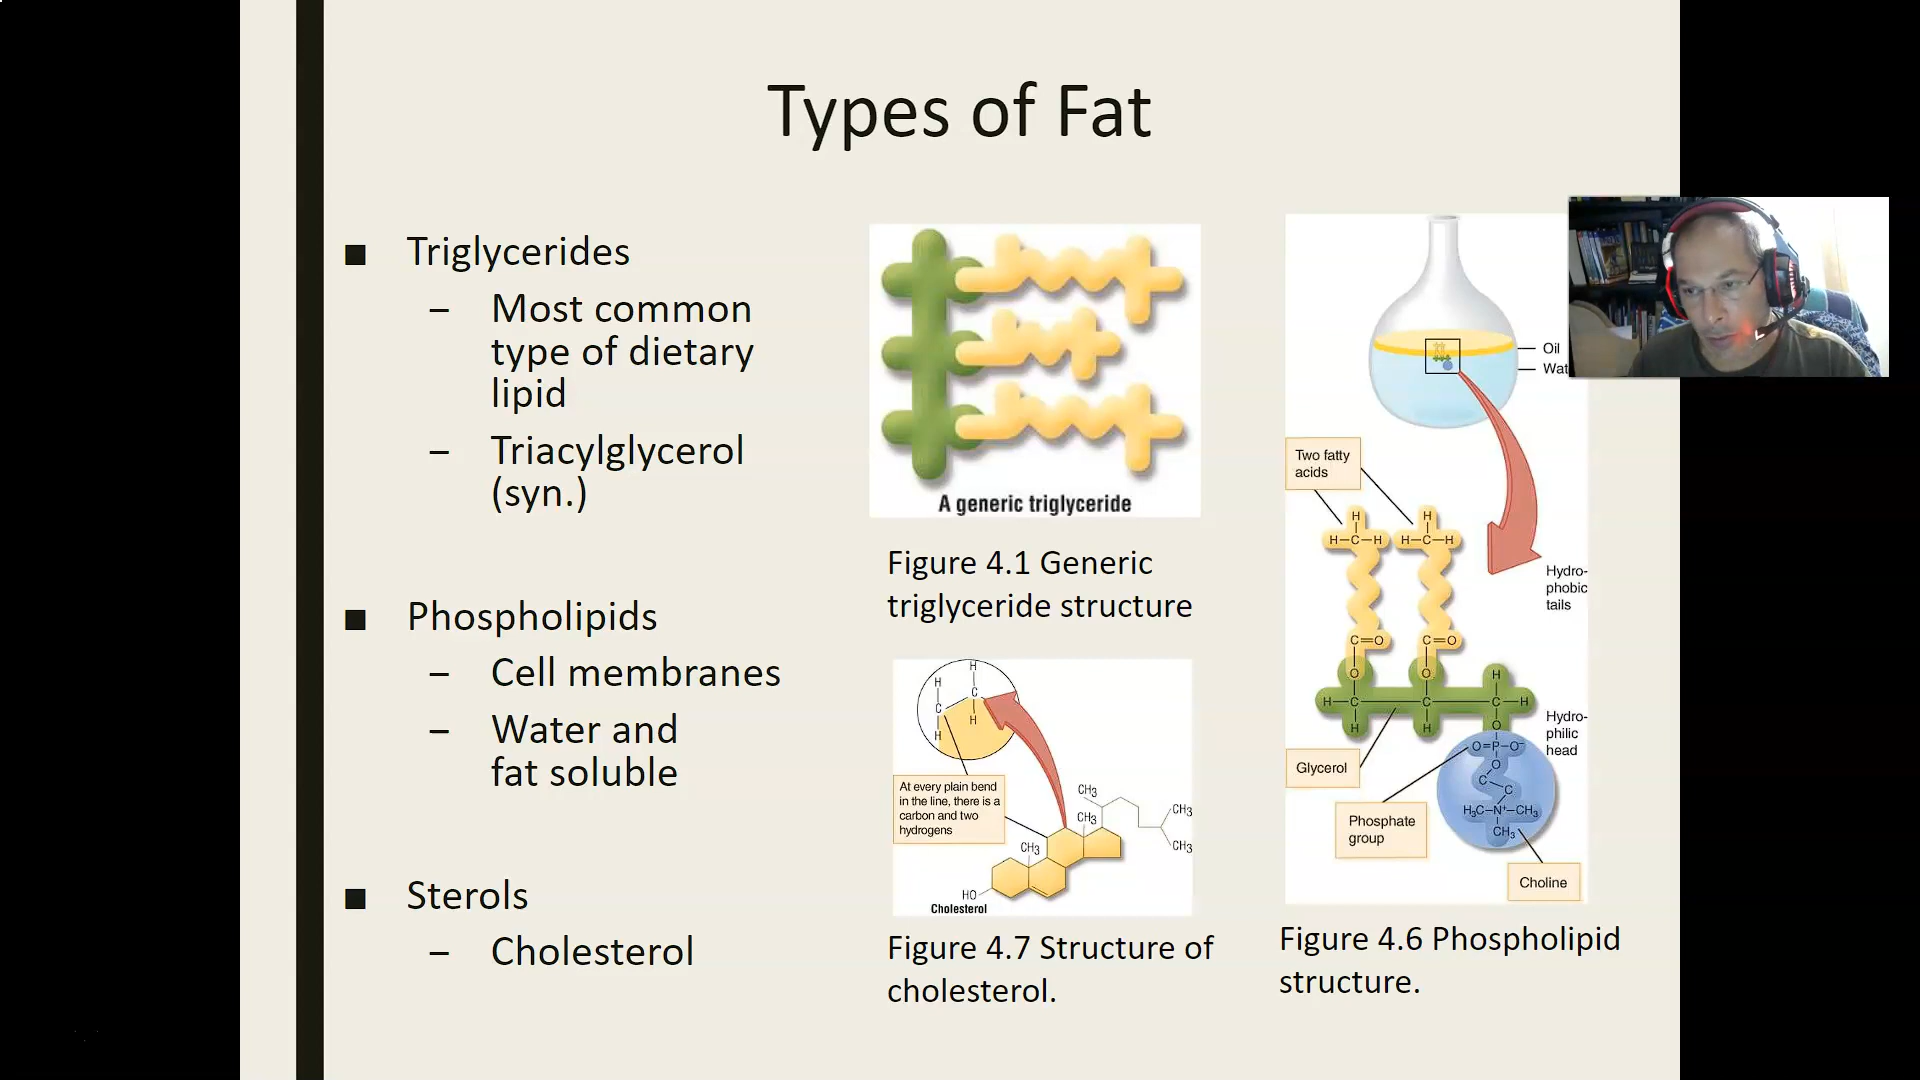 Types of Fat
■ Triglycerides
– Most common
type of dietary
lipid
– Triacylglycerol
(syn.)
■ Phospholipids
– Cell membranes
– Water and
fat soluble
■ Sterols
– Cholesterol
A generic triglyceride
Figure 4.1 Generic
triglyceride structure
H
H
C
C
H
H
At every plain bend
in the line, there is a
carbon and two
hydrogens
CH₃
CH₃
CH₃
CH₃
CH₃
HO
Cholesterol
Figure 4.7 Structure of
cholesterol.
Oil
Wat
Two fatty
acids
H H
H–C–H H–C–H
Hydro-
phobic
tails
C=O C=O
O O H
H–C C C–H
H H O
Hydro-
philic
head
Glycerol
O=P–O⁻
O
C
C
H₃C–N⁺–CH₃
CH₃
Phosphate
group
Choline
Figure 4.6 Phospholipid
structure.